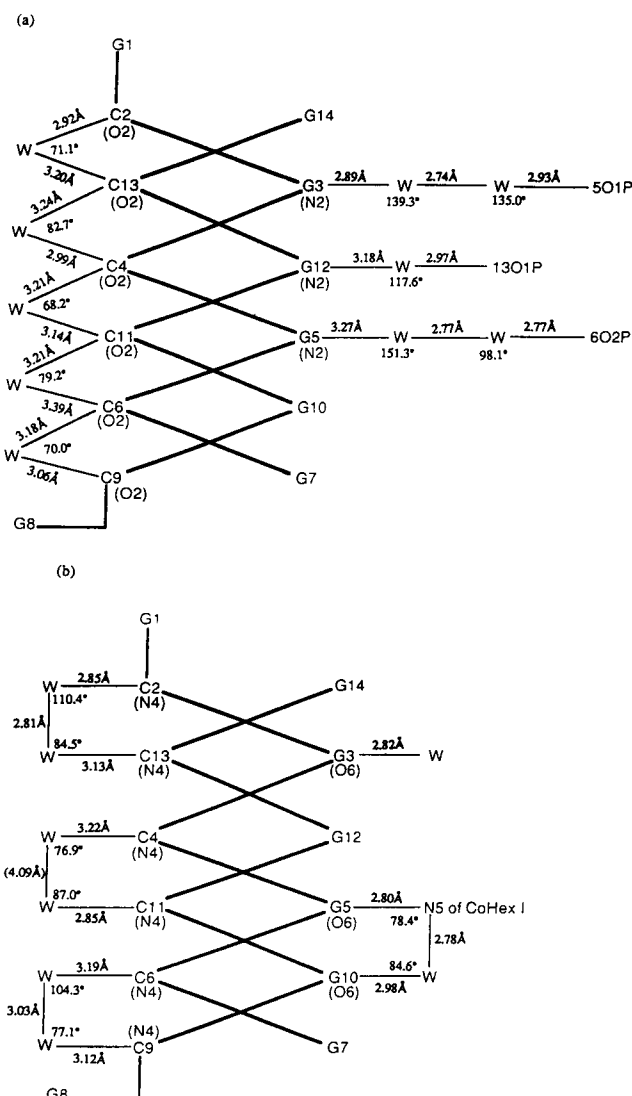 (a)
G1
2.92Å C2 G14
W 71.1° (O2)
3.20Å C13 G3 2.89Å W 2.74Å W 2.93Å 5O1P
3.24Å (O2) (N2) 139.3° 135.0°
W 82.7°
2.99Å C4 G12 3.18Å W 2.97Å 13O1P
3.21Å (O2) (N2) 117.6°
W 68.2°
3.14Å C11 G5 3.27Å W 2.77Å W 2.77Å 6O2P
3.21Å (O2) (N2) 151.3° 98.1°
W 79.2°
3.39Å C6 G10
3.18Å (O2)
W 70.0°
3.06Å C9 G7
(O2)
G8
(b)
G1
W 2.85Å C2 G14
110.4° (N4)
2.81Å
84.5° 2.82Å
W C13 G3 W
3.13Å (N4) (O6)
W 3.22Å C4 G12
76.9° (N4)
(4.09Å)
87.0° 2.80Å
W C11 G5 N5 of CoHex I
2.85Å (N4) (O6) 78.4°
2.78Å
W 3.19Å C6 G10 84.6° W
104.3° (N4) (O6) 2.98Å
3.03Å
77.1° (N4)
W C9 G7
3.12Å
G8